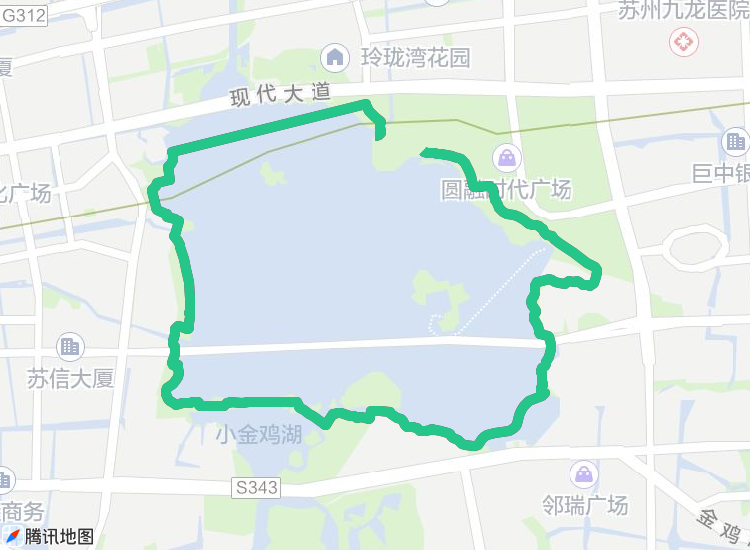 G312
苏州九龙医院
厦
玲珑湾花园
现代大道
巨中银
广场
圆融时代广场
苏信大厦
小金鸡湖
S343
邻瑞广场
商务
金鸡
腾讯地图